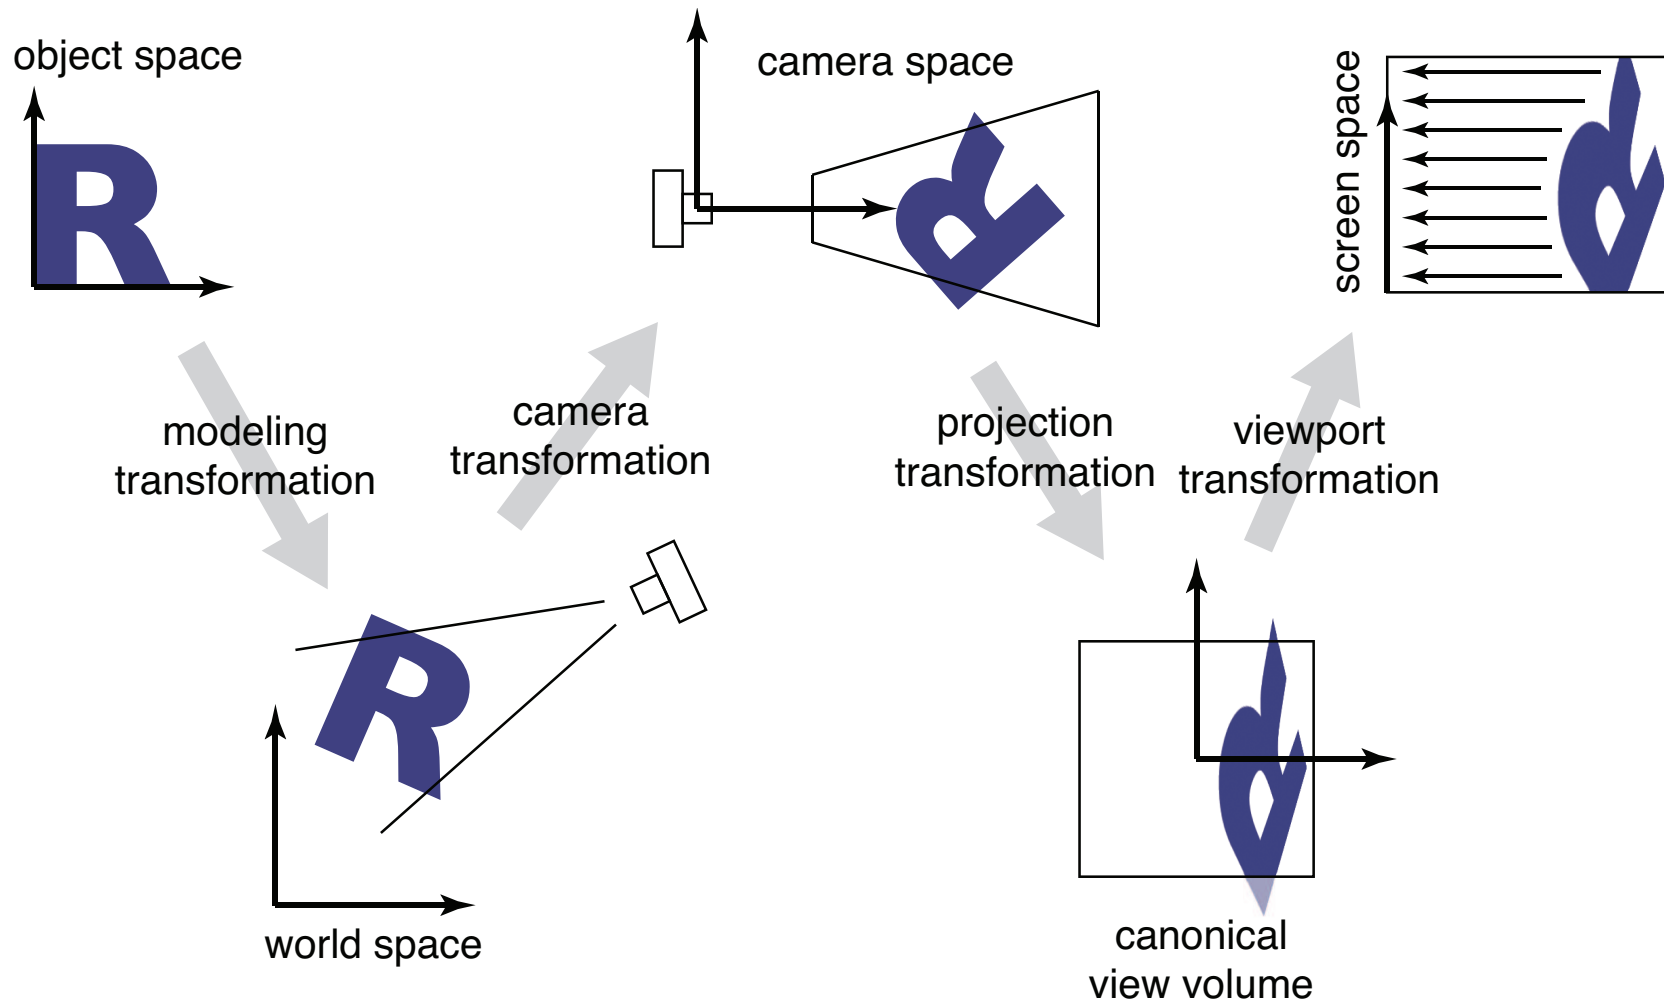 object space
R
modeling
transformation
R
world space
camera
transformation
camera space
R
projection
transformation
R
canonical
view volume
viewport
transformation
screen space
R